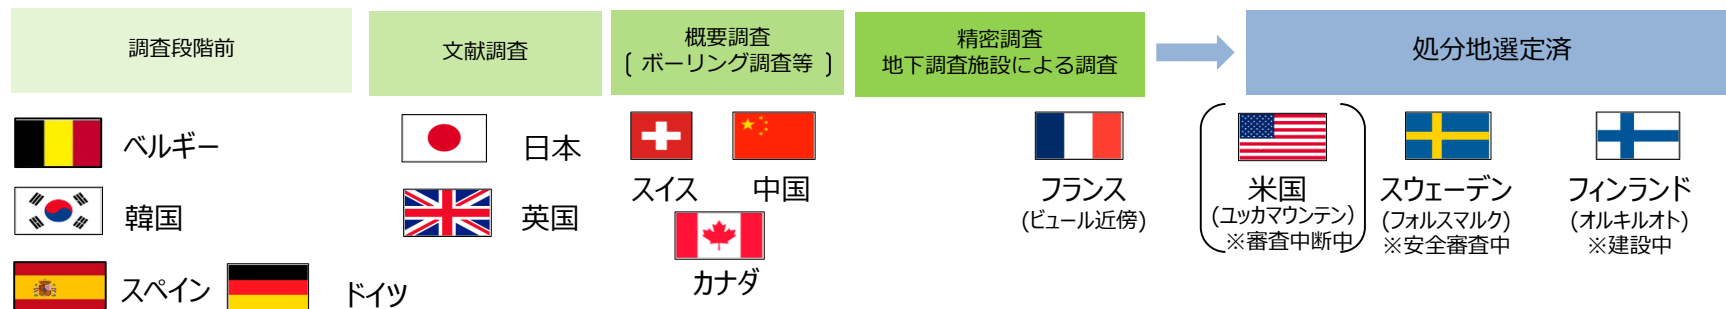 調査段階前
文献調査
概要調査
〔 ボーリング調査等 〕
精密調査
地下調査施設による調査
処分地選定済
ベルギー
韓国
スペイン
ドイツ
日本
英国
スイス
中国
カナダ
フランス
(ビュール近傍)
米国
(ユッカマウンテン)
※審査中断中
スウェーデン
(フォルスマルク)
※安全審査中
フィンランド
(オルキルオト)
※建設中